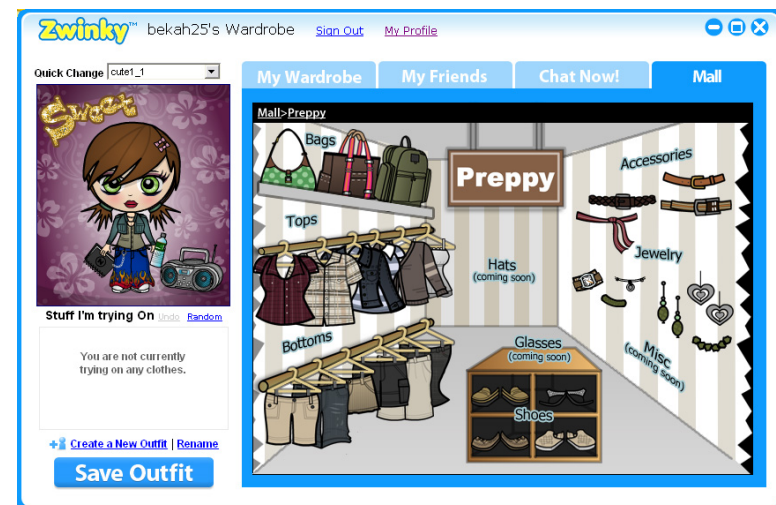 Zwinky™ bekah25's Wardrobe Sign Out My Profile
Quick Change cute1_1
My Wardrobe My Friends Chat Now! Mall
Sweet
Mall>Preppy
Bags
Preppy
Accessories
Tops
Hats
(coming soon)
Jewelry
Bottoms
Glasses
(coming soon)
Misc
(coming soon)
Shoes
Stuff I'm trying On Undo Random
You are not currently
trying on any clothes.
Create a New Outfit | Rename
Save Outfit